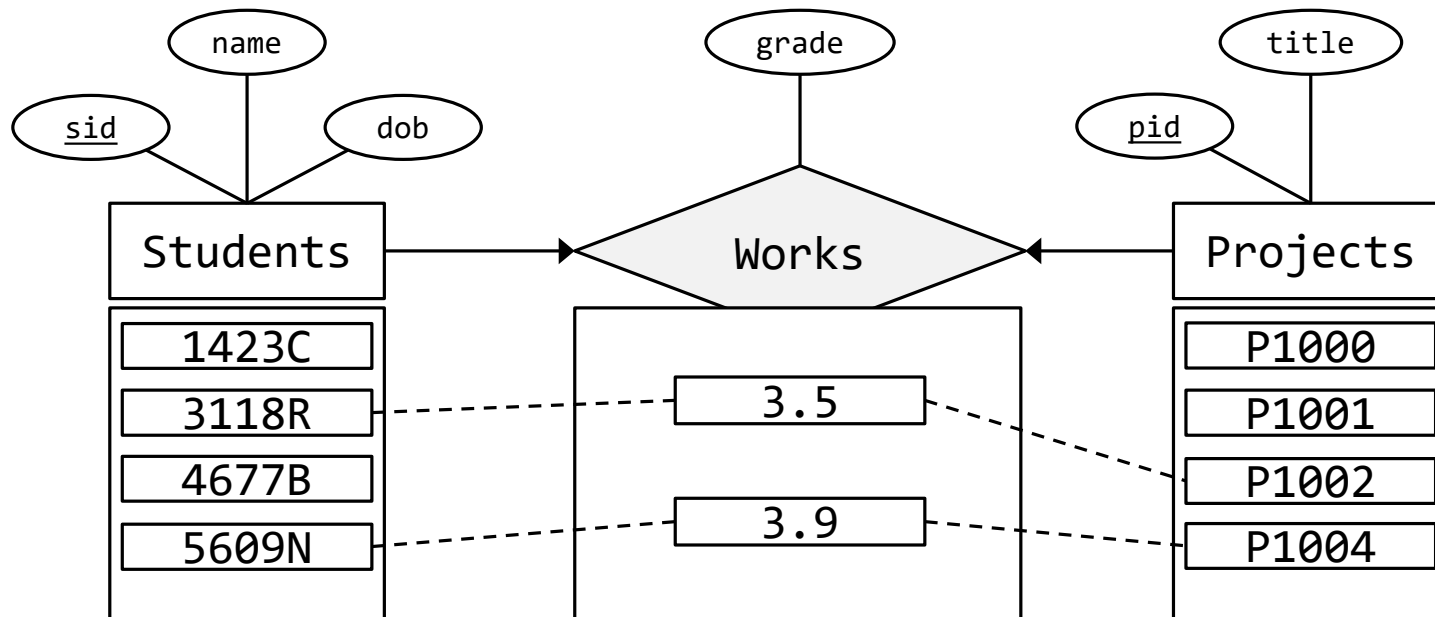 name
grade
title
sid
dob
pid
Students
Works
Projects
1423C
3118R
4677B
5609N
3.5
3.9
P1000
P1001
P1002
P1004